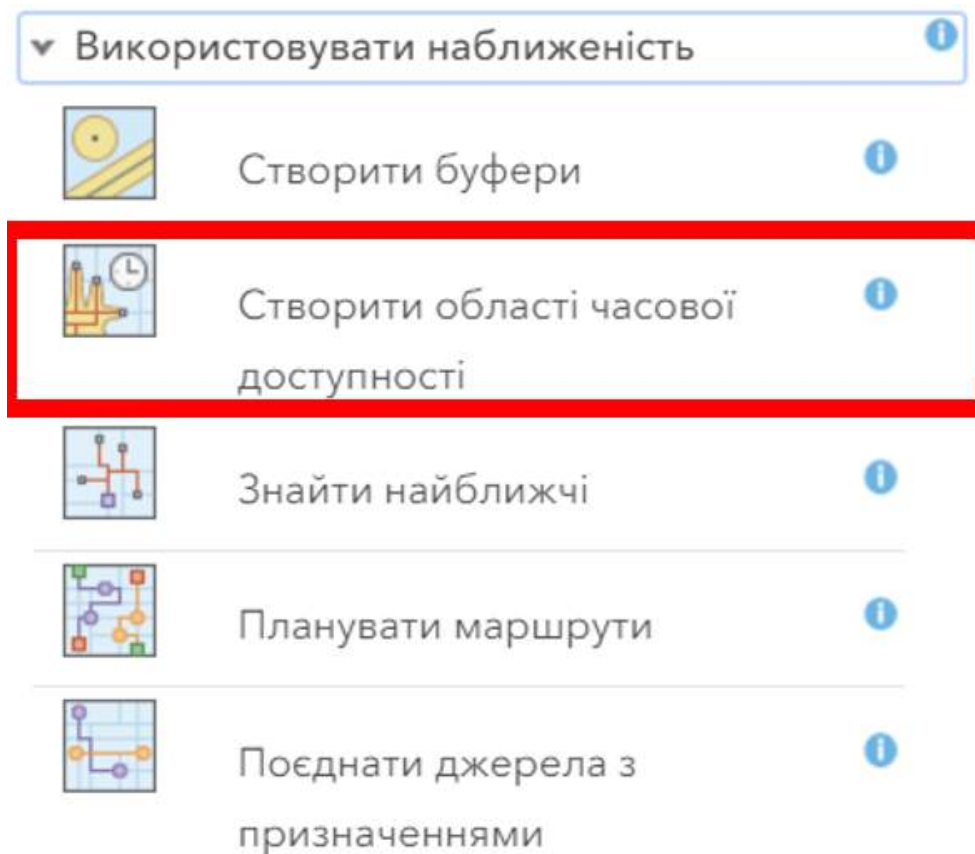 Використовувати наближеність
Створити буфери
Створити області часової
доступності
Знайти найближчі
Планувати маршрути
Поєднати джерела з
призначеннями